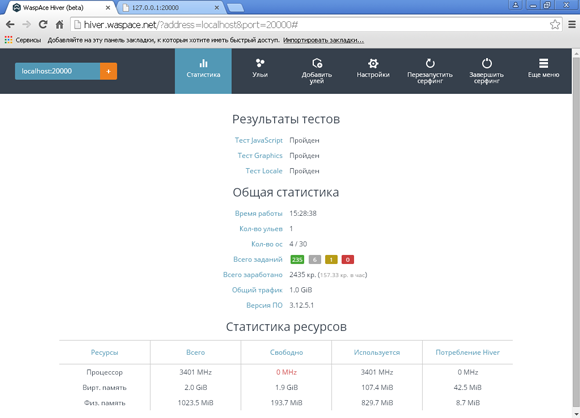 WaspAce Hiver (beta) 127.0.0.1:20000
hiver.waspace.net/?address=localhost&port=20000#
Сервисы Добавляйте на эту панель закладки, к которым хотите иметь быстрый доступ. Импортировать закладки...
localhost:20000 +
Статистика Ульи Добавить улей Настройки Перезапустить серфинг Завершить серфинг Еще меню
Результаты тестов
Тест JavaScript Пройден
Тест Graphics Пройден
Тест Locale Пройден
Общая статистика
Время работы 15:28:38
Кол-во ульев 1
Кол-во ос 4 / 30
Всего заданий 235 6 1 0
Всего заработано 2435 кр. (157.33 кр. в час)
Общий трафик 1.0 GiB
Версия ПО 3.12.5.1
Статистика ресурсов
Ресурсы Всего Свободно Используется Потребление Hiver
Процессор 3401 MHz 0 MHz 3401 MHz 0 MHz
Вирт. память 2.0 GiB 1.9 GiB 107.4 MiB 42.5 MiB
Физ. память 1023.5 MiB 193.7 MiB 829.7 MiB 8.7 MiB